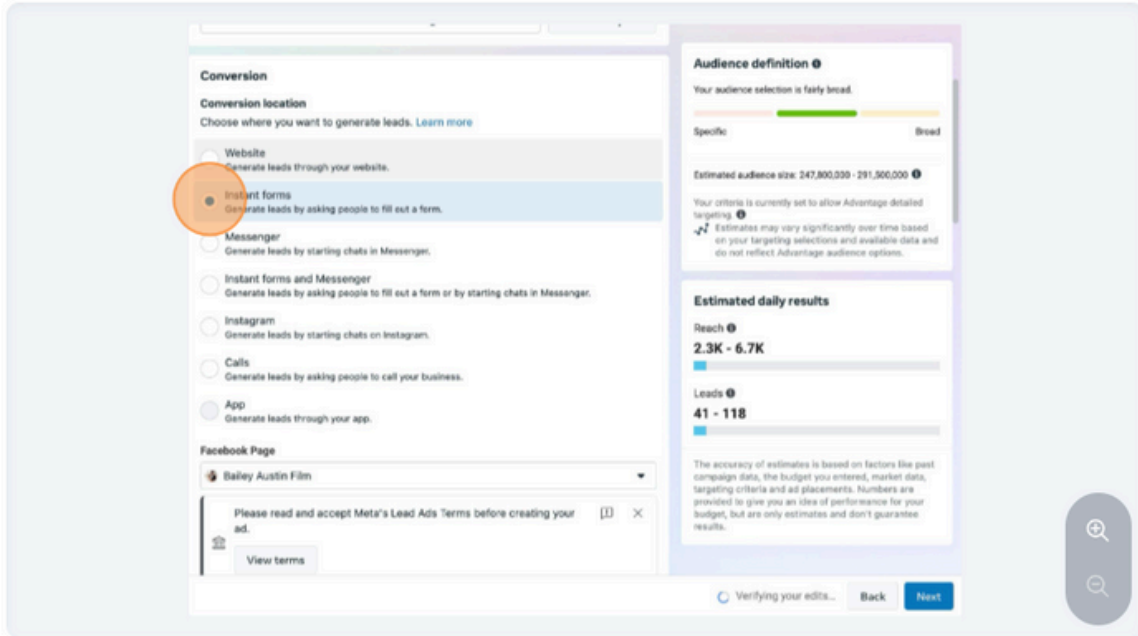 Conversion
Conversion location
Choose where you want to generate leads. Learn more
Website
Generate leads through your website.
Instant forms
Generate leads by asking people to fill out a form.
Messenger
Generate leads by starting chats in Messenger.
Instant forms and Messenger
Generate leads by asking people to fill out a form or by starting chats in Messenger.
Instagram
Generate leads by starting chats on Instagram.
Calls
Generate leads by asking people to call your business.
App
Generate leads through your app.
Facebook Page
Bailey Austin Film
Please read and accept Meta's Lead Ads Terms before creating your
ad.
View terms
Audience definition
Your audience selection is fairly broad.
Specific Broad
Estimated audience size: 247,800,000 - 291,500,000
Your criteria is currently set to allow Advantage detailed
targeting.
Estimates may vary significantly over time based
on your targeting selections and available data and
do not reflect Advantage audience options.
Estimated daily results
Reach
2.3K - 6.7K
Leads
41 - 118
The accuracy of estimates is based on factors like past
campaign data, the budget you entered, market data,
targeting criteria and ad placements. Numbers are
provided to give you an idea of performance for your
budget, but are only estimates and don't guarantee
results.
Verifying your edits... Back Next